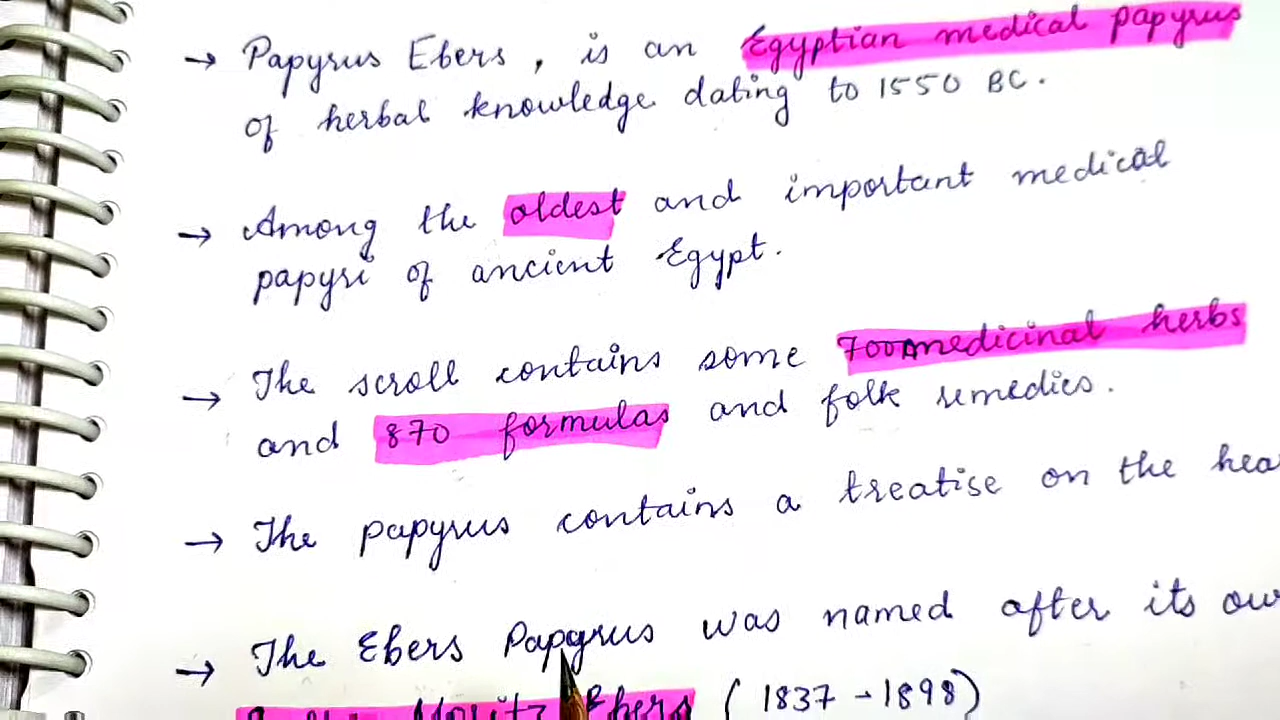 → Papyrus Ebers, is an Egyptian medical papyrus
of herbal knowledge dating to 1550 BC.
→ Among the oldest and important medical
papyri of ancient Egypt.
→ The scroll contains some 700 medicinal herbs
and 870 formulas and folk remedies.
→ The papyrus contains a treatise on the hea
→ The Ebers Papyrus was named after its ow
Moritz Ebers (1837-1898)